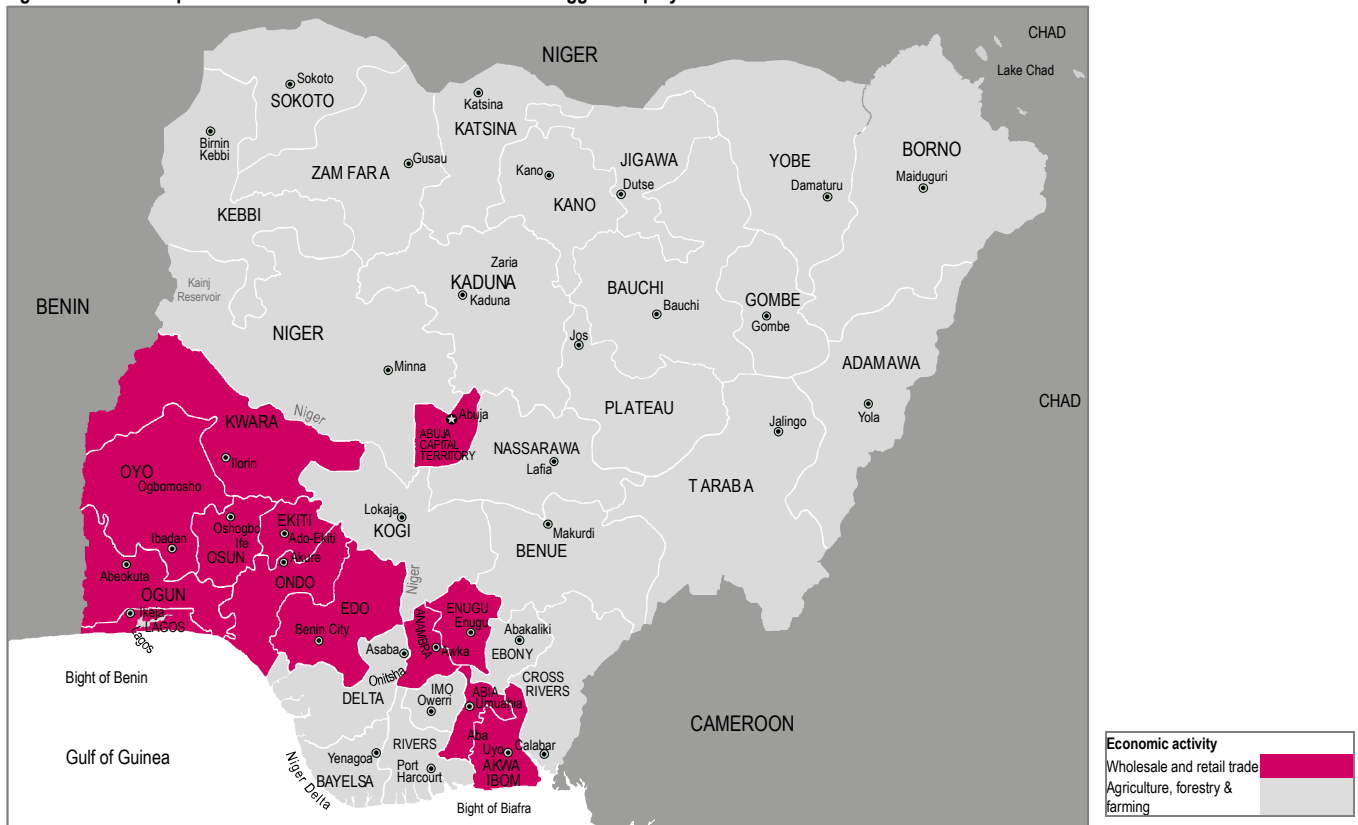 NIGER
CHAD
Lake Chad
Sokoto
SOKOTO
Katsina
KATSINA
Birnin
Kebbi
ZAM FARA
Gusau
Kano
KANO
JIGAWA
Dutse
YOBE
Damaturu
BORNO
Maiduguri
KEBBI
Kainj
Reservoir
Zaria
KADUNA
Kaduna
BAUCHI
Bauchi
GOMBE
Gombe
BENIN
NIGER
Minna
Jos
ADAMAWA
Yola
CHAD
PLATEAU
Jalingo
KWARA
Niger
Ilorin
Abuja
ABUJA
CAPITAL
TERRITORY
NASSARAWA
Lafia
TARABA
OYO
Ogbomosho
Lokaja
KOGI
Makurdi
BENUE
Oshogbo
Ife
OSUN
EKITI
Ado-Ekiti
Ibadan
Akure
Abeokuta
ONDO
OGUN
Niger
EDO
Benin City
Ikeja
LAGOS
Lagos
ANAMBRA
Awka
ENUGU
Enugu
Abakaliki
EBONY
Asaba
Onitsha
CROSS
RIVERS
DELTA
IMO
Owerri
ABIA
Umuahia
Aba
Uyo
Calabar
AKWA
IBOM
RIVERS
Port
Harcourt
Yenagoa
BAYELSA
Niger Delta
Bight of Benin
Gulf of Guinea
Bight of Biafra
CAMEROON
Economic activity
Wholesale and retail trade
Agriculture, forestry &
farming